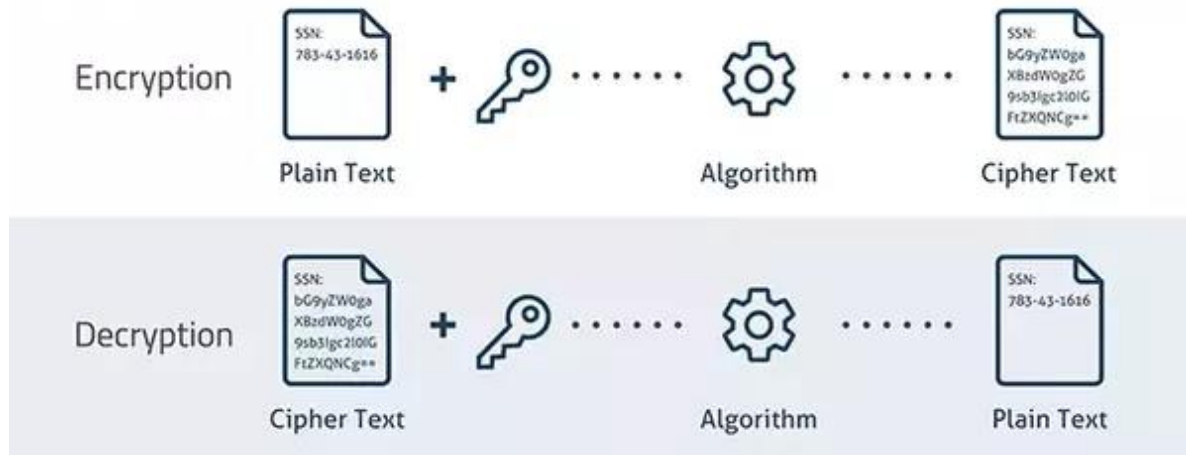 Encryption
SSN:
783-43-1616
+
SSN:
bG9yZW0ga
XBzdW0gZG
9sb3Igc2l0IG
FtZXQNCg==
Plain Text
Algorithm
Cipher Text
Decryption
SSN:
bG9yZW0ga
XBzdW0gZG
9sb3Igc2l0IG
FtZXQNCg==
+
SSN:
783-43-1616
Cipher Text
Algorithm
Plain Text